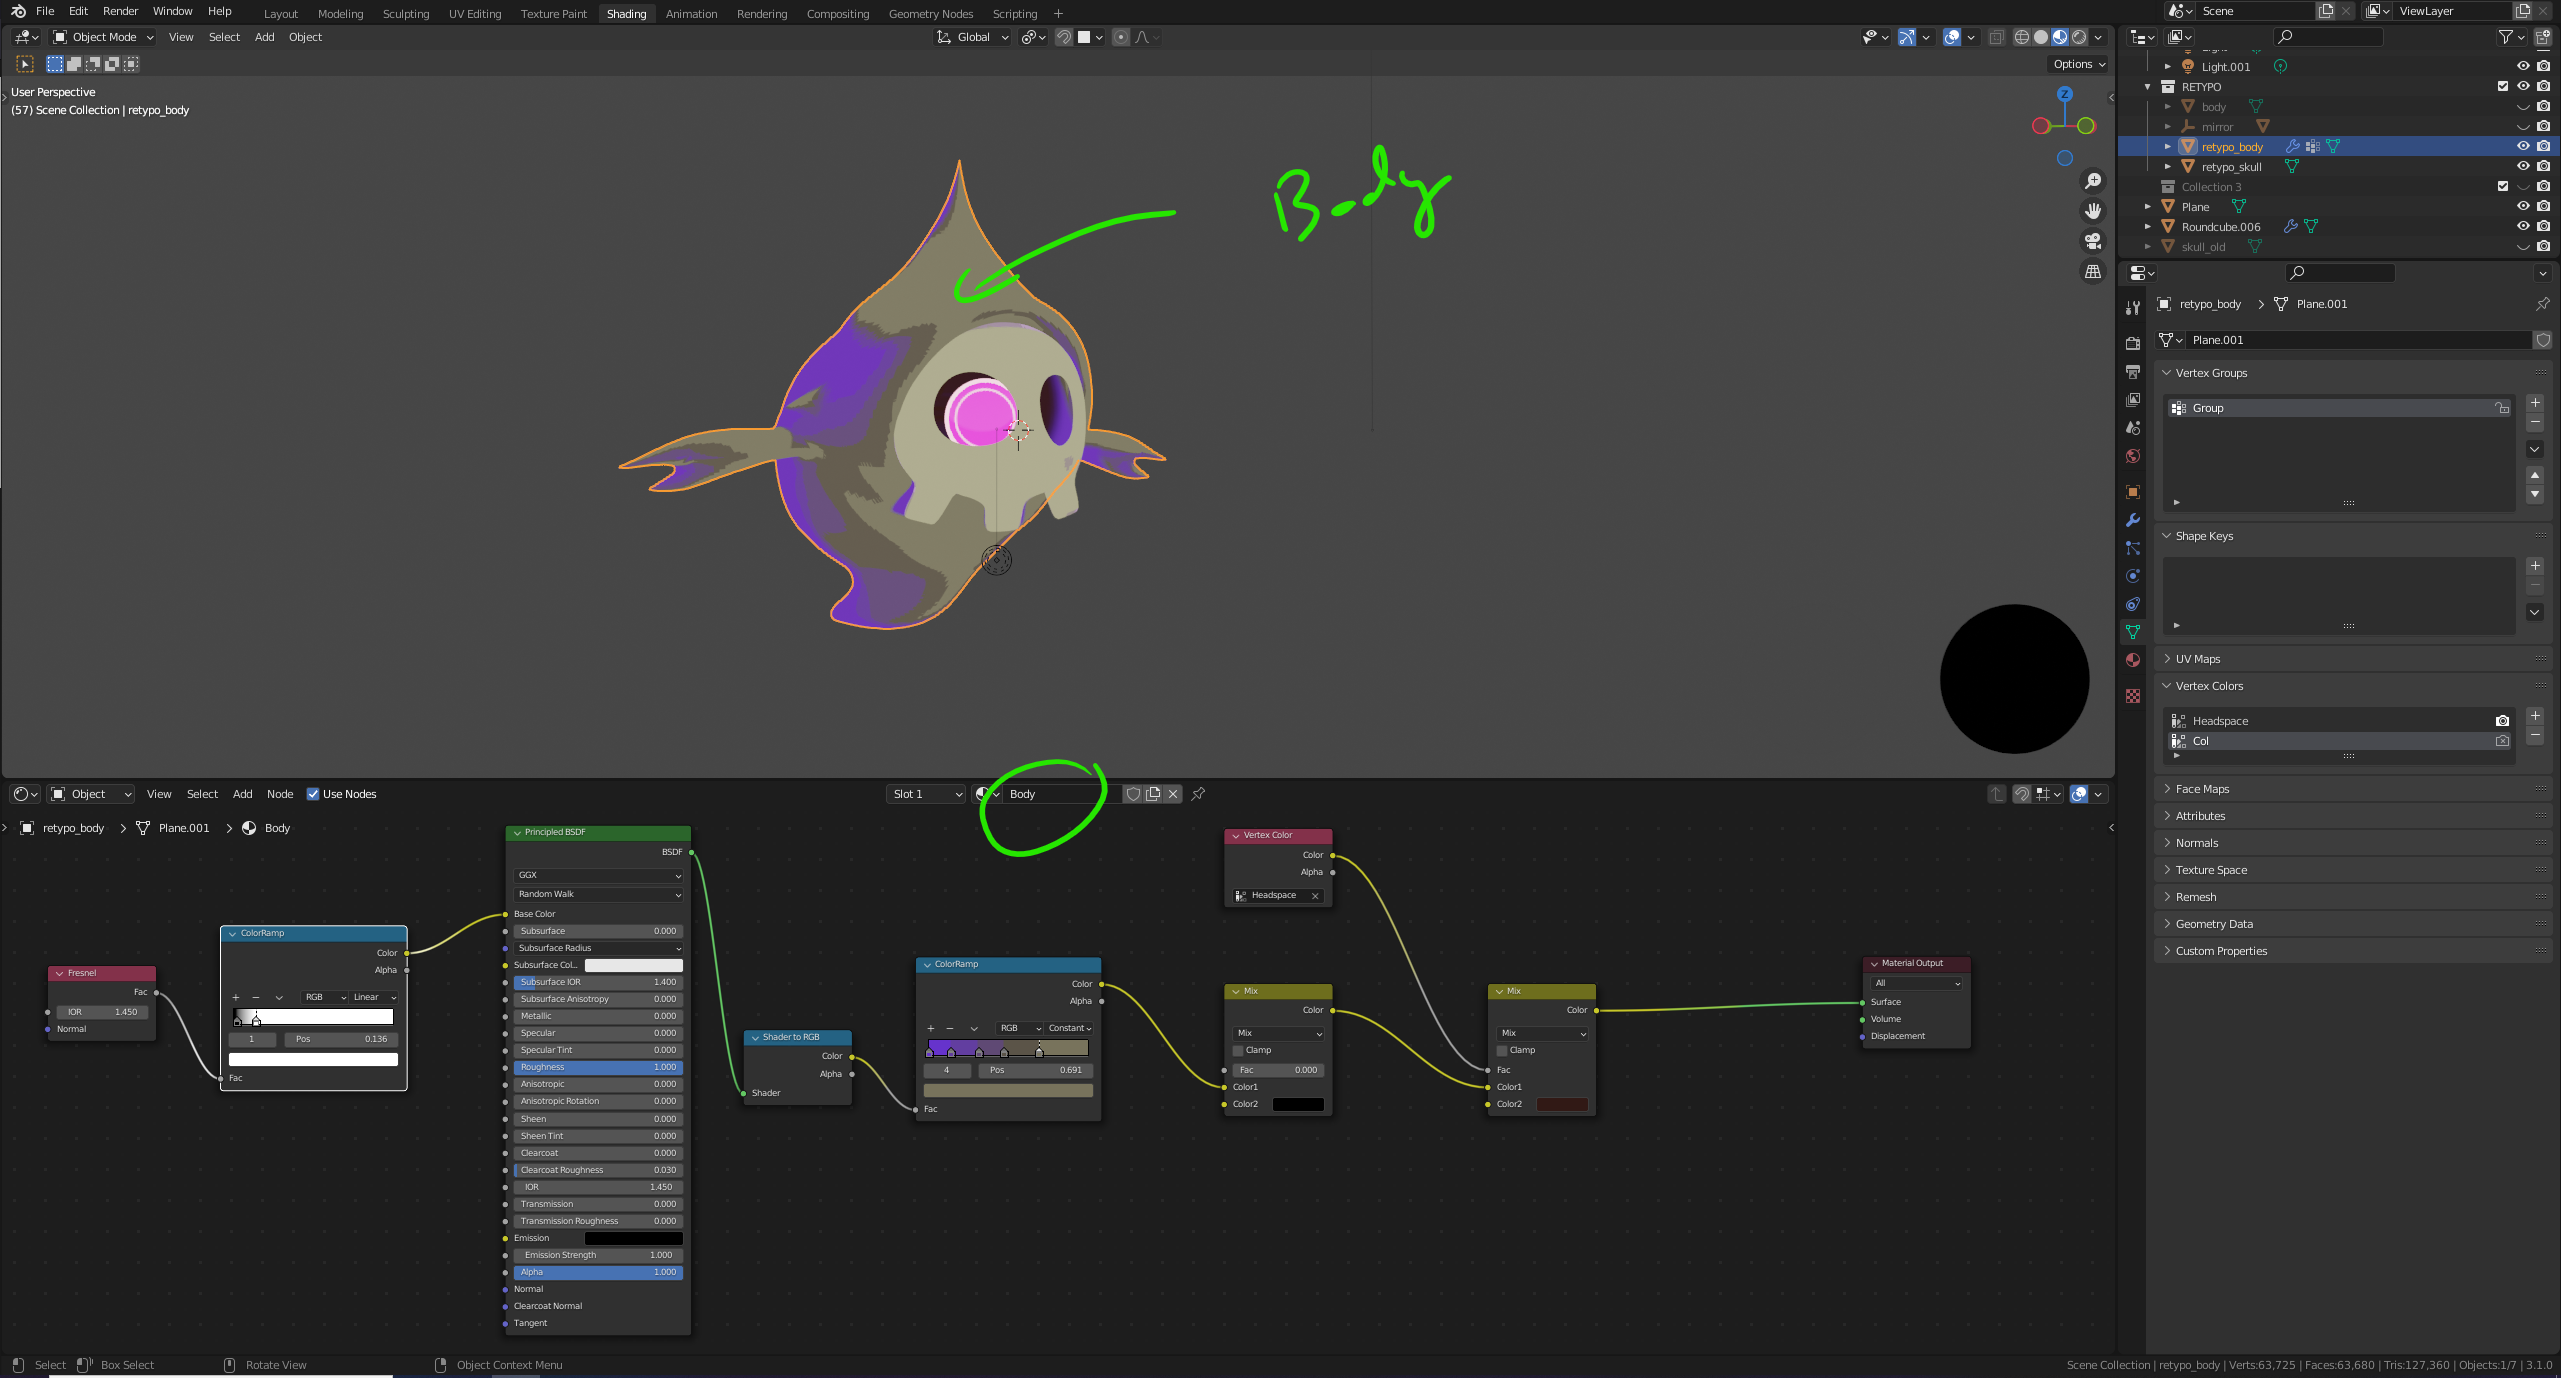 File Edit Render Window Help Layout Modeling Sculpting UV Editing Texture Paint Shading Animation Rendering Compositing Geometry Nodes Scripting + Scene ViewLayer
Object Mode View Select Add Object Global
Options
User Perspective
(57) Scene Collection | retypo_body
Body
Light.001
RETYPO
body
mirror
retypo_body
retypo_skull
Collection 3
Plane
Roundcube.006
skull_old
retypo_body > Plane.001
Plane.001
Vertex Groups
Group
Shape Keys
UV Maps
Vertex Colors
Headspace
Col
Face Maps
Attributes
Normals
Texture Space
Remesh
Geometry Data
Custom Properties
Object View Select Add Node Use Nodes Slot 1 Body
retypo_body > Plane.001 > Body
Fresnel
Fac
IOR 1.450
Normal
ColorRamp
Color
Alpha
+ − RGB Linear
1 Pos 0.136
Fac
Principled BSDF
BSDF
GGX
Random Walk
Base Color
Subsurface 0.000
Subsurface Radius
Subsurface Col...
Subsurface IOR 1.400
Subsurface Anisotropy 0.000
Metallic 0.000
Specular 0.000
Specular Tint 0.000
Roughness 1.000
Anisotropic 0.000
Anisotropic Rotation 0.000
Sheen 0.000
Sheen Tint 0.000
Clearcoat 0.000
Clearcoat Roughness 0.030
IOR 1.450
Transmission 0.000
Transmission Roughness 0.000
Emission
Emission Strength 1.000
Alpha 1.000
Normal
Clearcoat Normal
Tangent
Shader to RGB
Color
Alpha
Shader
ColorRamp
Color
Alpha
+ − RGB Constant
4 Pos 0.691
Fac
Vertex Color
Color
Alpha
Headspace
Mix
Color
Mix
Clamp
Fac 0.000
Color1
Color2
Mix
Color
Mix
Clamp
Fac
Color1
Color2
Material Output
All
Surface
Volume
Displacement
Select Box Select Rotate View Object Context Menu Scene Collection | retypo_body | Verts:63,725 | Faces:63,680 | Tris:127,360 | Objects:1/7 | 3.1.0